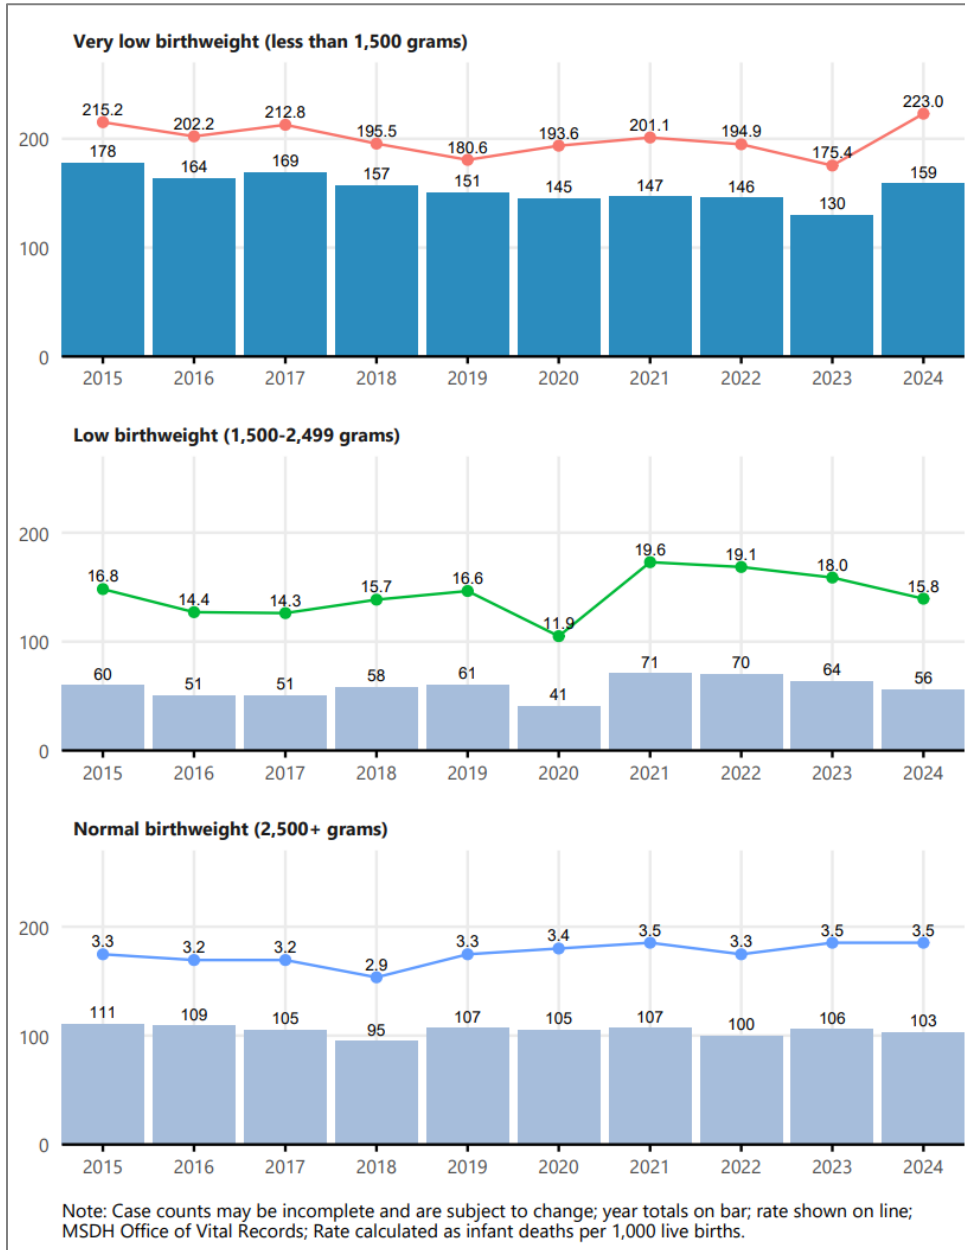 Very low birthweight (less than 1,500 grams)
215.2 202.2 212.8 195.5 180.6 193.6 201.1 194.9 175.4 223.0
200
178 164 169 157 151 145 147 146 130 159
100
0
2015 2016 2017 2018 2019 2020 2021 2022 2023 2024
Low birthweight (1,500-2,499 grams)
200
16.8 14.4 14.3 15.7 16.6 11.9 19.6 19.1 18.0 15.8
100
60 51 51 58 61 41 71 70 64 56
0
2015 2016 2017 2018 2019 2020 2021 2022 2023 2024
Normal birthweight (2,500+ grams)
200
3.3 3.2 3.2 2.9 3.3 3.4 3.5 3.3 3.5 3.5
111 109 105 95 107 105 107 100 106 103
100
0
2015 2016 2017 2018 2019 2020 2021 2022 2023 2024
Note: Case counts may be incomplete and are subject to change; year totals on bar; rate shown on line;
MSDH Office of Vital Records; Rate calculated as infant deaths per 1,000 live births.